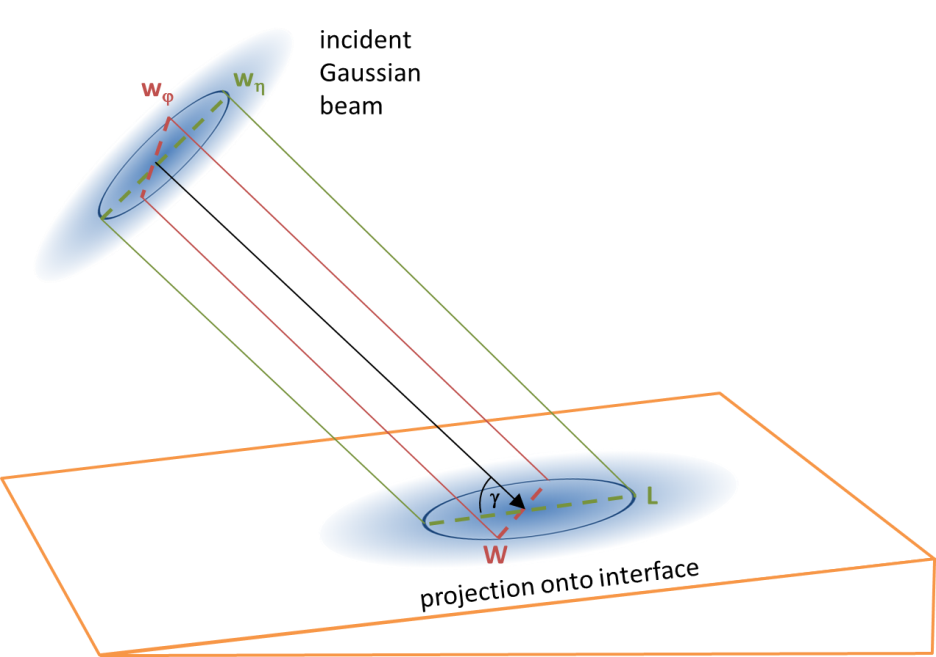 incident
Gaussian
beam
wφ
wη
γ
L
W
projection onto interface